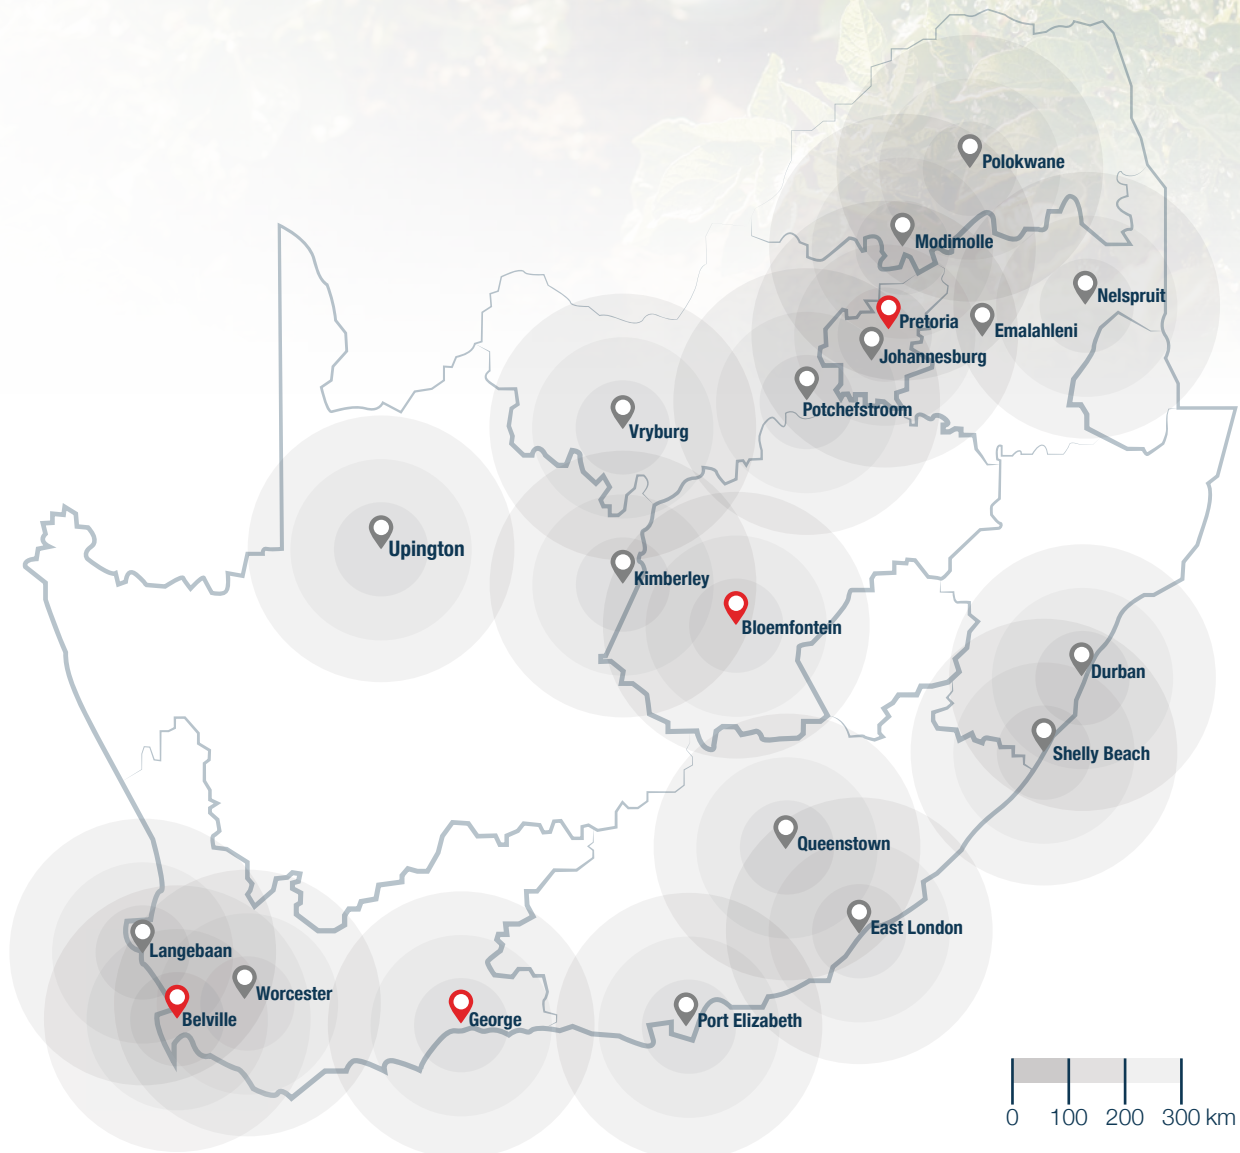 Polokwane
Modimolle
Nelspruit
Pretoria
Emalahleni
Johannesburg
Potchefstroom
Vryburg
Upington
Kimberley
Bloemfontein
Durban
Shelly Beach
Queenstown
East London
Langebaan
Worcester
Belville
George
Port Elizabeth
0 100 200 300 km